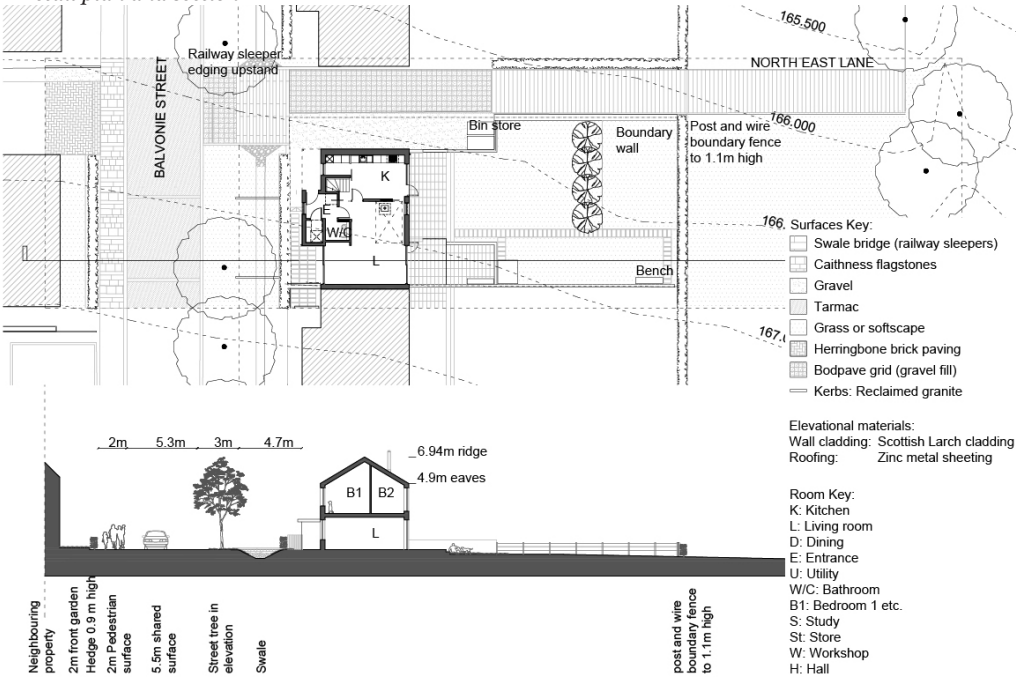 165.500
Railway sleeper
edging upstand
NORTH EAST LANE
BALVONIE STREET
166.000
Bin store
Boundary
wall
Post and wire
boundary fence
to 1.1m high
K
E
W/C
L
166.
Bench
167.
Surfaces Key:
Swale bridge (railway sleepers)
Caithness flagstones
Gravel
Tarmac
Grass or softscape
Herringbone brick paving
Bodpave grid (gravel fill)
Kerbs: Reclaimed granite
Elevational materials:
Wall cladding: Scottish Larch cladding
Roofing: Zinc metal sheeting
Room Key:
K: Kitchen
L: Living room
D: Dining
E: Entrance
U: Utility
W/C: Bathroom
B1: Bedroom 1 etc.
S: Study
St: Store
W: Workshop
H: Hall
2m 5.3m 3m 4.7m
6.94m ridge
4.9m eaves
B1 B2
L
Neighbouring
property
2m front garden
Hedge 0.9 m high
2m Pedestrian
surface
5.5m shared
surface
Street tree in
elevation
Swale
post and wire
boundary fence
to 1.1m high